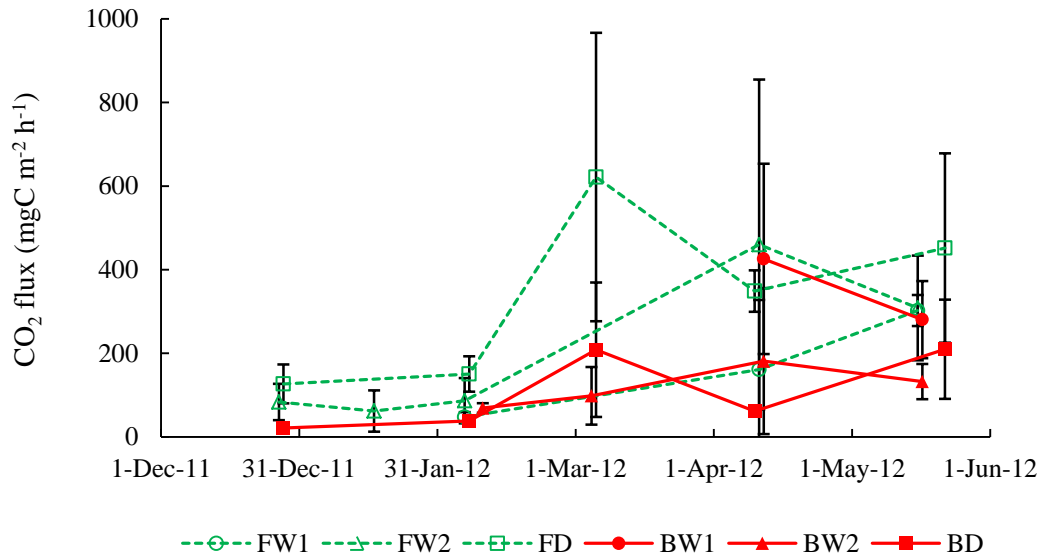 1000
800
600
400
200
0
CO₂ flux (mgC m⁻² h⁻¹)
1-Dec-11 31-Dec-11 31-Jan-12 1-Mar-12 1-Apr-12 1-May-12 1-Jun-12
FW1 FW2 FD BW1 BW2 BD